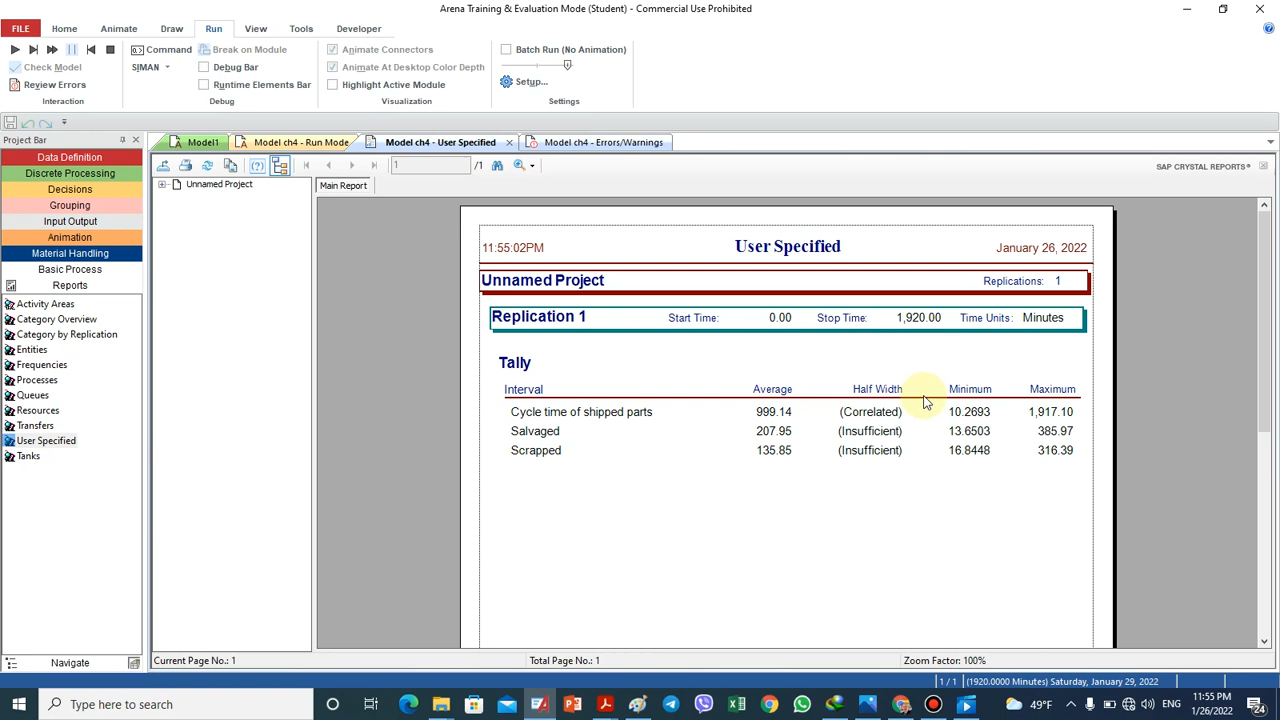 Arena Training & Evaluation Mode (Student) - Commercial Use Prohibited
FILE Home Animate Draw Run View Tools Developer
Command Break on Module Animate Connectors Batch Run (No Animation)
Check Model SIMAN Debug Bar Animate At Desktop Color Depth
Review Errors Runtime Elements Bar Highlight Active Module Setup...
Interaction Debug Visualization Settings
Project Bar Model1 Model ch4 - Run Mode Model ch4 - User Specified Model ch4 - Errors/Warnings
Data Definition
Discrete Processing
Decisions
Grouping
Input Output
Animation
Material Handling
Basic Process
Reports
Activity Areas
Category Overview
Category by Replication
Entities
Frequencies
Processes
Queues
Resources
Transfers
User Specified
Tanks
Navigate
1 /1 SAP CRYSTAL REPORTS®
Unnamed Project Main Report
11:55:02PM User Specified January 26, 2022
Unnamed Project Replications: 1
Replication 1 Start Time: 0.00 Stop Time: 1,920.00 Time Units: Minutes
Tally
Interval Average Half Width Minimum Maximum
Cycle time of shipped parts 999.14 (Correlated) 10.2693 1,917.10
Salvaged 207.95 (Insufficient) 13.6503 385.97
Scrapped 135.85 (Insufficient) 16.8448 316.39
Current Page No.: 1 Total Page No.: 1 Zoom Factor: 100%
1 / 1 (1920.0000 Minutes) Saturday, January 29, 2022
Type here to search 49°F ENG 11:55 PM
1/26/2022 24